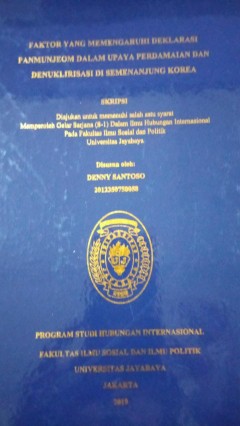 FAKTOR YANG MEMENGARUHI DEKLARASI
PANMUNJEOM DALAM UPAYA PERDAMAIAN DAN
DENUKLIRISASI DI SEMENANJUNG KOREA
SKRIPSI
Diajukan untuk memenuhi salah satu syarat
Memperoleh Gelar Sarjana (S-1) Dalam Ilmu Hubungan Internasional
Pada Fakultas Ilmu Sosial dan Politik
Universitas Jayabaya
Disusun oleh:
DENNY SANTOSO
PROGRAM STUDI HUBUNGAN INTERNASIONAL
FAKULTAS ILMU SOSIAL DAN ILMU POLITIK
UNIVERSITAS JAYABAYA
JAKARTA
2019